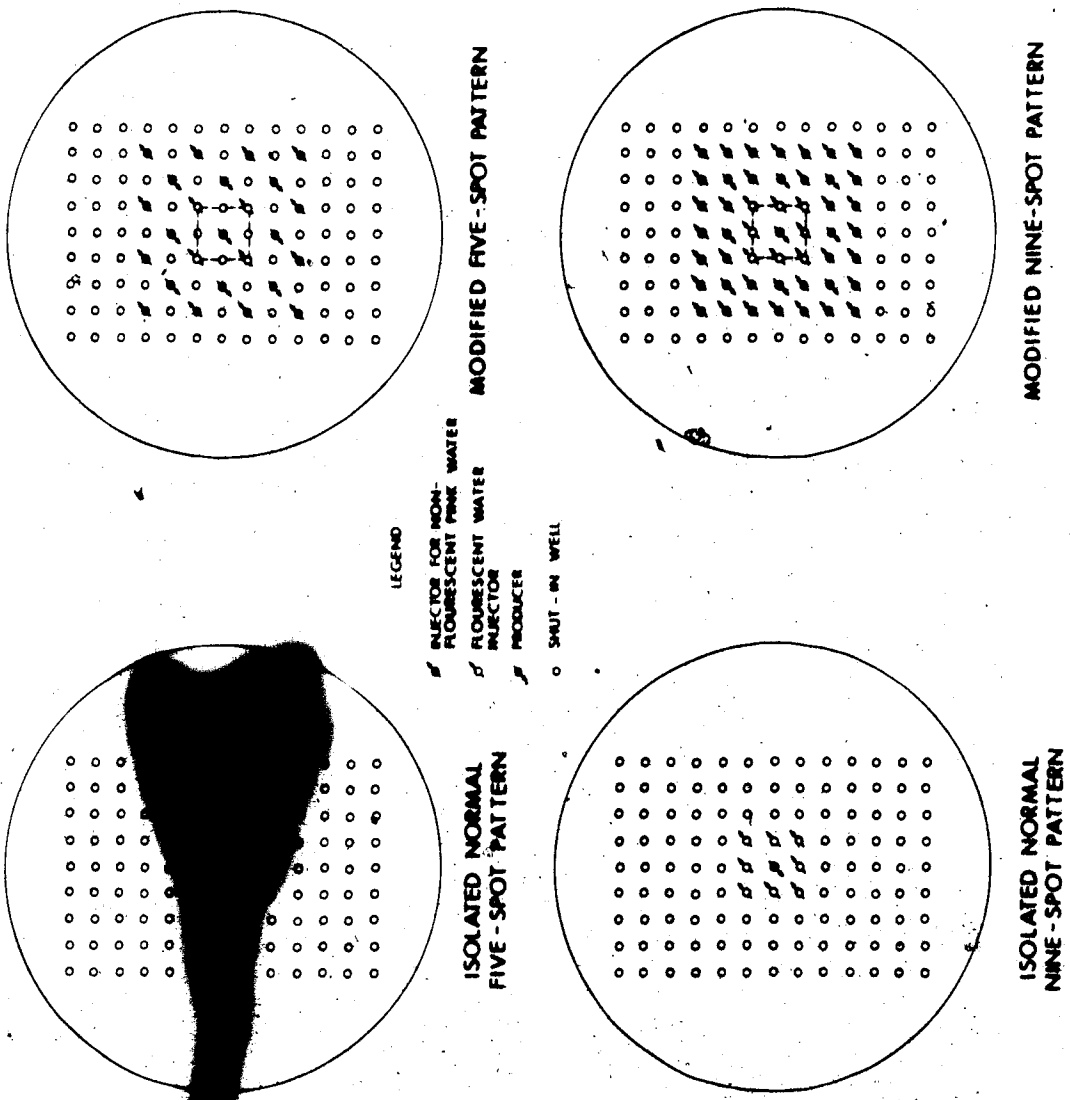 ISOLATED NORMAL
FIVE-SPOT PATTERN
MODIFIED FIVE-SPOT PATTERN
LEGEND
INJECTOR FOR NON-
FLOURESCENT PINK WATER
FLOURESCENT WATER
INJECTOR
PRODUCER
SHUT-IN WELL
ISOLATED NORMAL
NINE-SPOT PATTERN
MODIFIED NINE-SPOT PATTERN